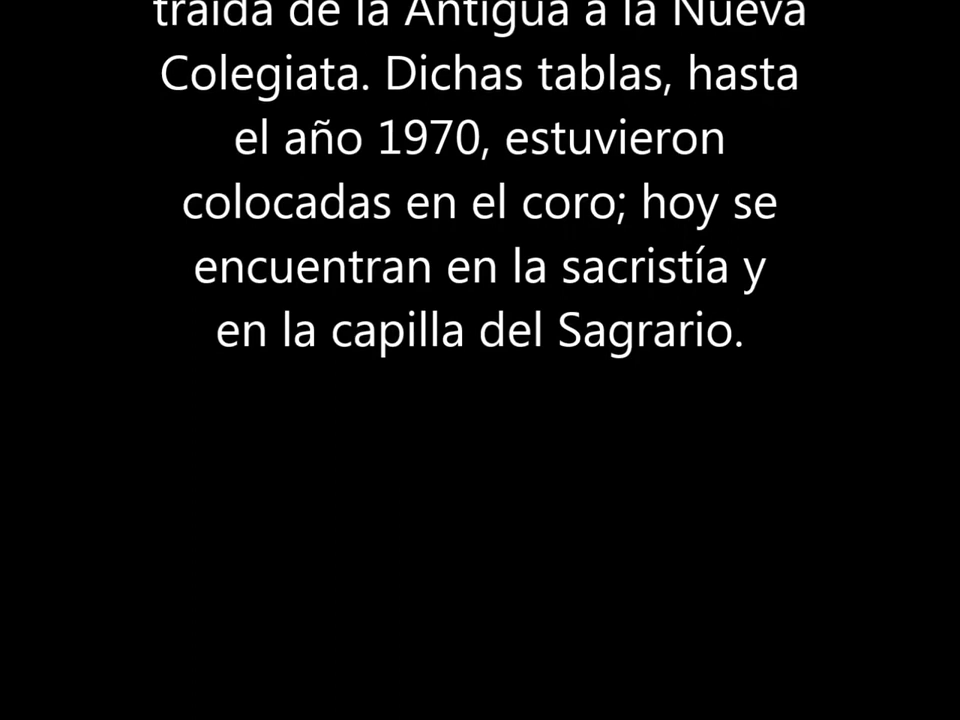 traída de la Antigua a la Nueva
Colegiata. Dichas tablas, hasta
el año 1970, estuvieron
colocadas en el coro; hoy se
encuentran en la sacristía y
en la capilla del Sagrario.